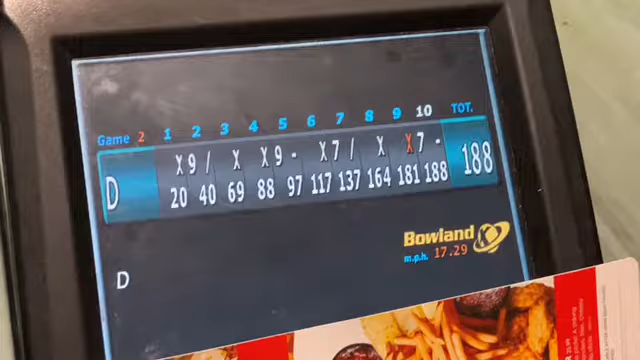 Game 2 1 2 3 4 5 6 7 8 9 10 TOT.
D X 9 / X X 9 - X 7 / X X 7 - 188
20 40 69 88 97 117 137 164 181 188
Bowland X
m.p.h. 17.29
D